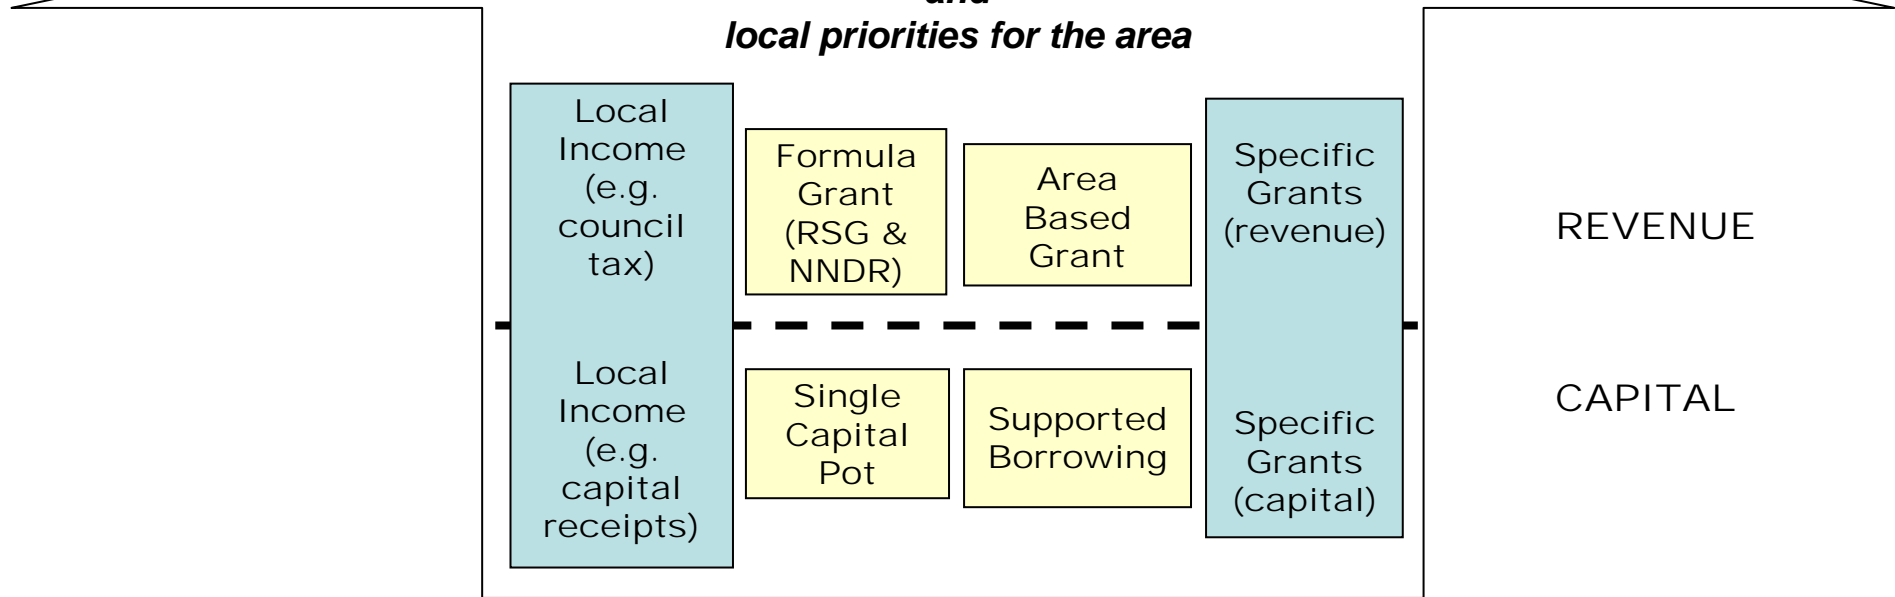 and
local priorities for the area
Local
Income
(e.g.
council
tax)
Formula
Grant
(RSG &
NNDR)
Area
Based
Grant
Specific
Grants
(revenue)
REVENUE
Local
Income
(e.g.
capital
receipts)
Single
Capital
Pot
Supported
Borrowing
Specific
Grants
(capital)
CAPITAL